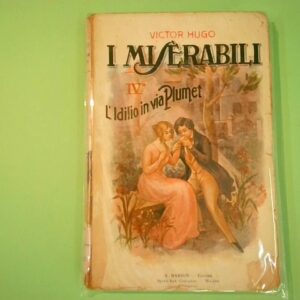 VICTOR HUGO
I MISERABILI
IV.
L'Idilio in via Plumet